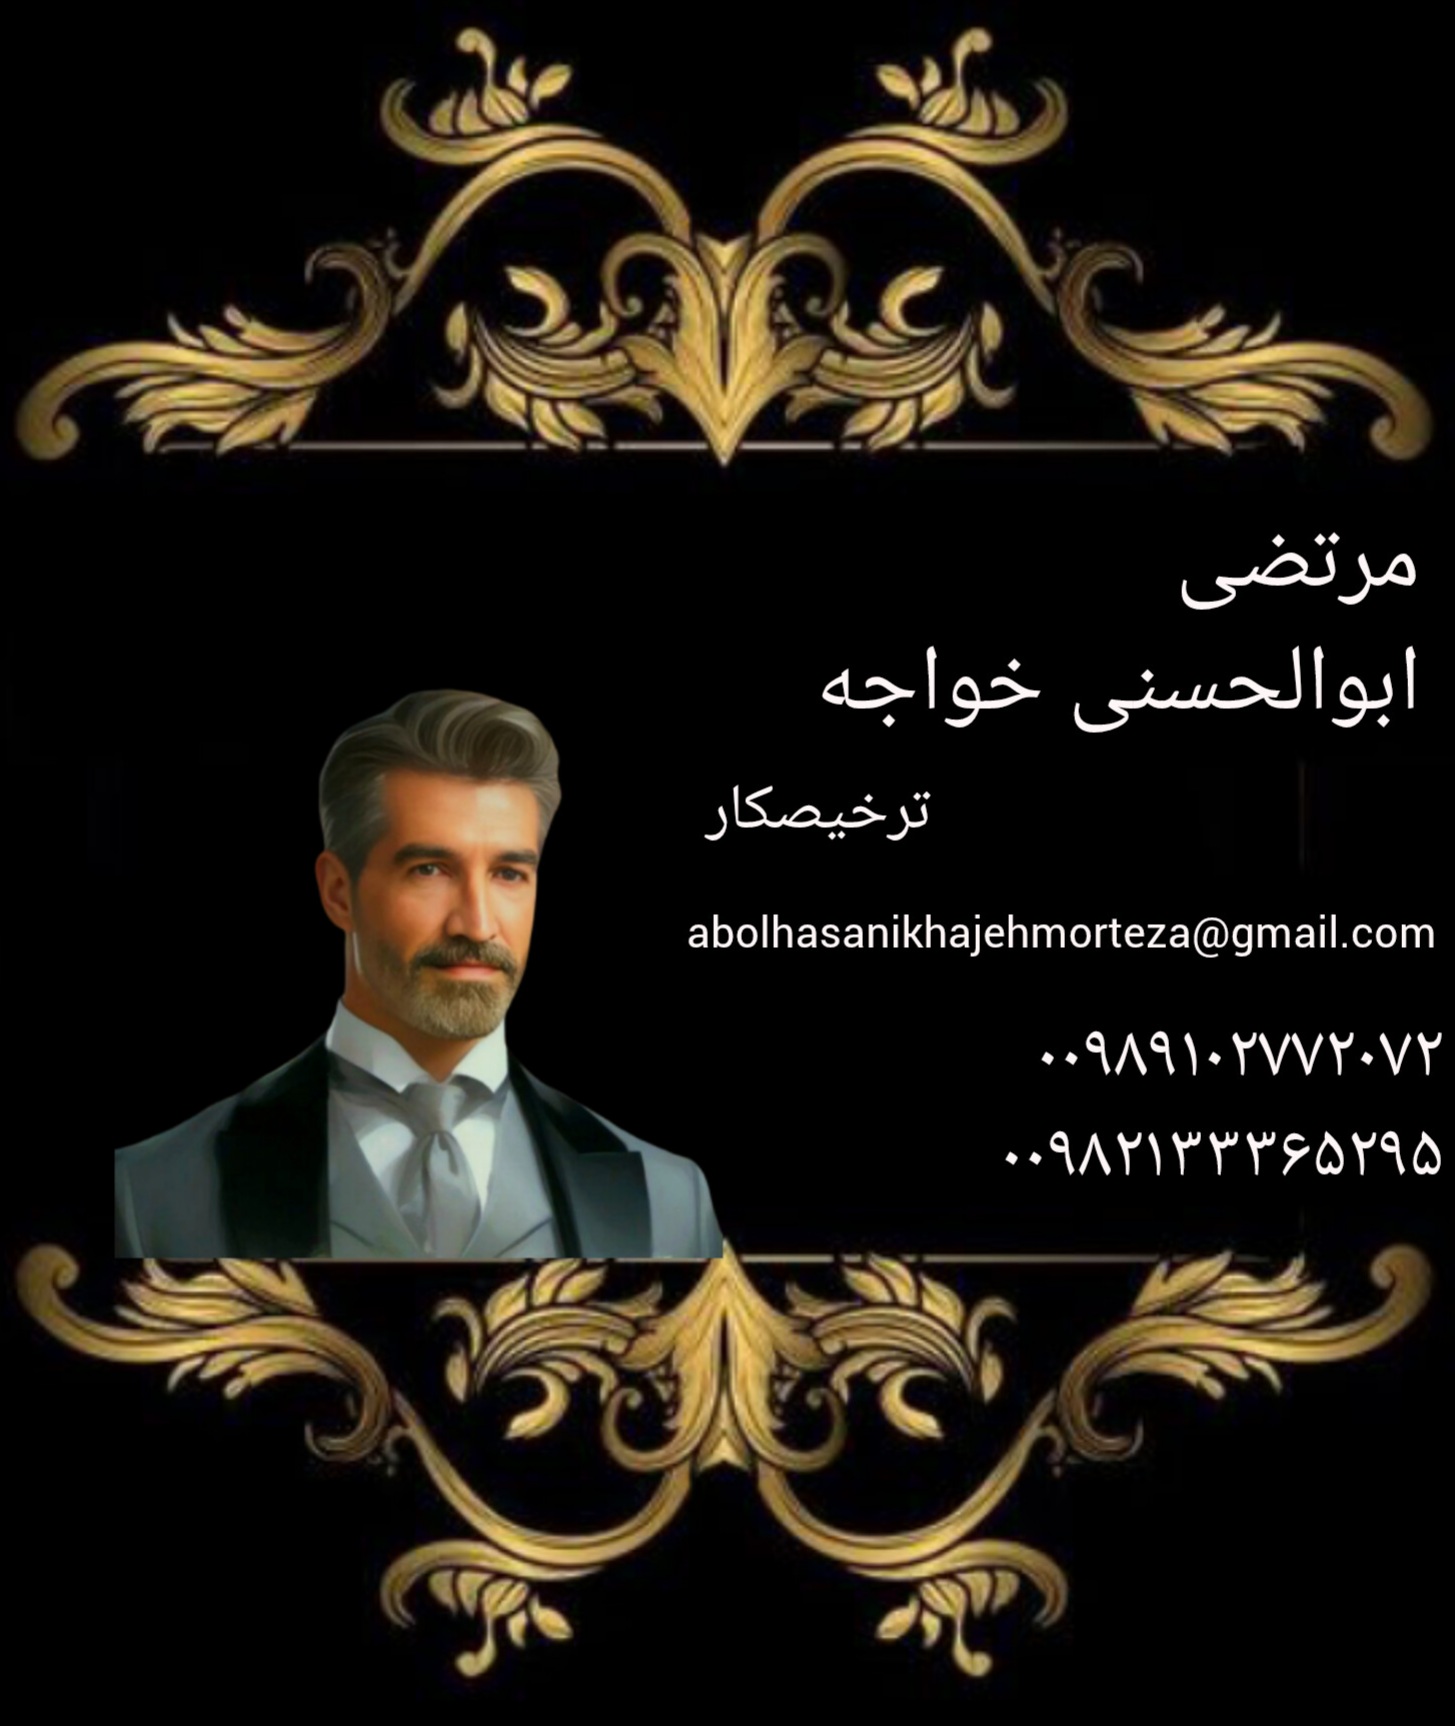 مرتضی
ابوالحسنی خواجه
ترخیصکار
abolhasanikhajehmorteza@gmail.com
۰۰۹۸۹۱۰۲۷۷۲۰۷۲
۰۰۹۸۲۱۳۳۳۶۵۲۹۵